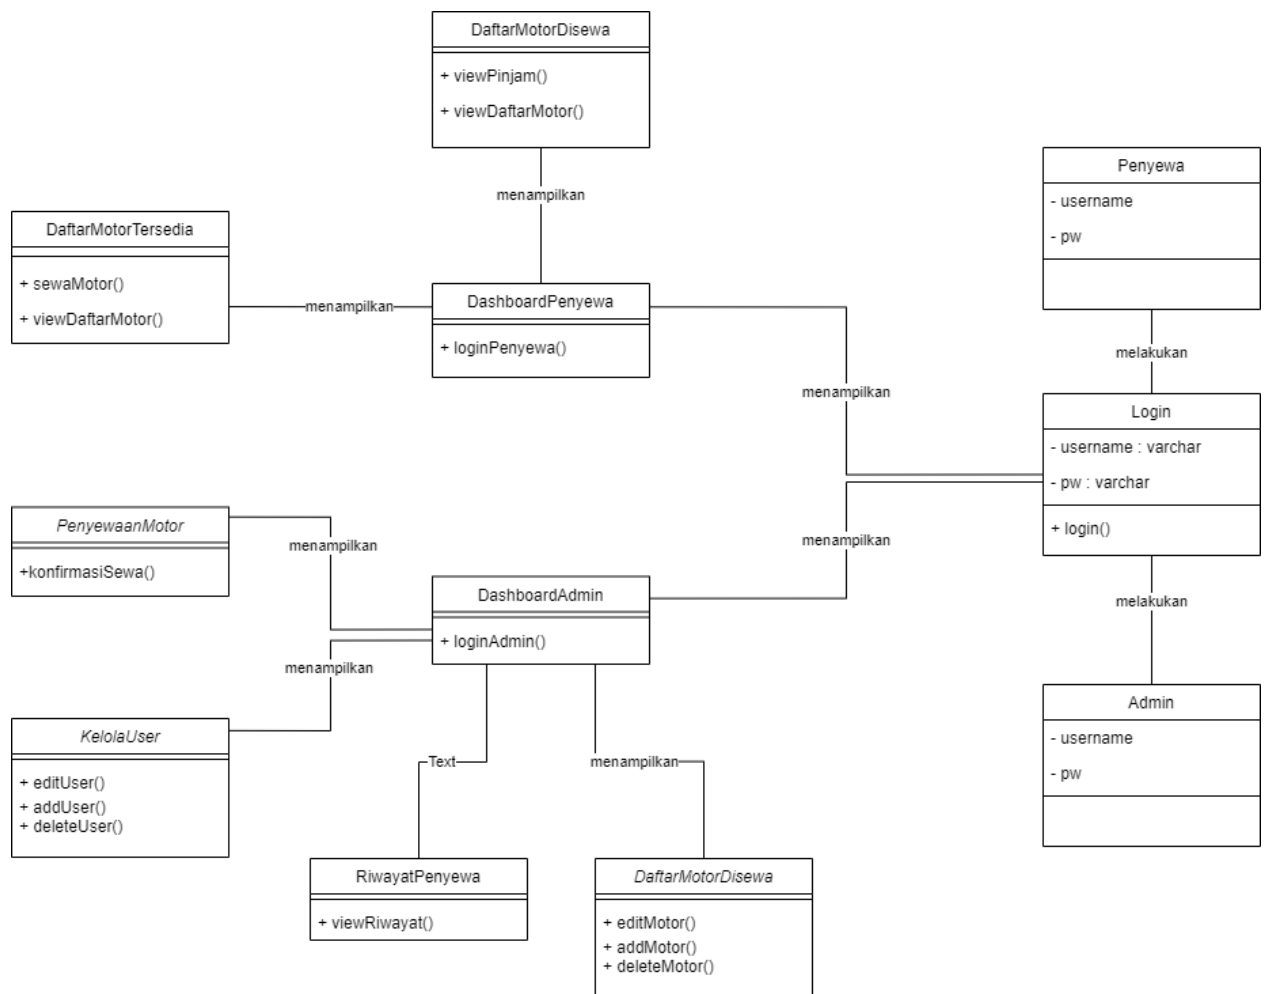 DaftarMotorDisewa
+ viewPinjam()
+ viewDaftarMotor()
menampilkan
Penyewa
- username
- pw
DaftarMotorTersedia
+ sewaMotor()
+ viewDaftarMotor()
menampilkan
DashboardPenyewa
+ loginPenyewa()
melakukan
menampilkan
Login
- username : varchar
- pw : varchar
+ login()
PenyewaanMotor
+konfirmasiSewa()
menampilkan
menampilkan
DashboardAdmin
+ loginAdmin()
melakukan
menampilkan
KelolaUser
+ editUser()
+ addUser()
+ deleteUser()
Text
menampilkan
Admin
- username
- pw
RiwayatPenyewa
+ viewRiwayat()
DaftarMotorDisewa
+ editMotor()
+ addMotor()
+ deleteMotor()